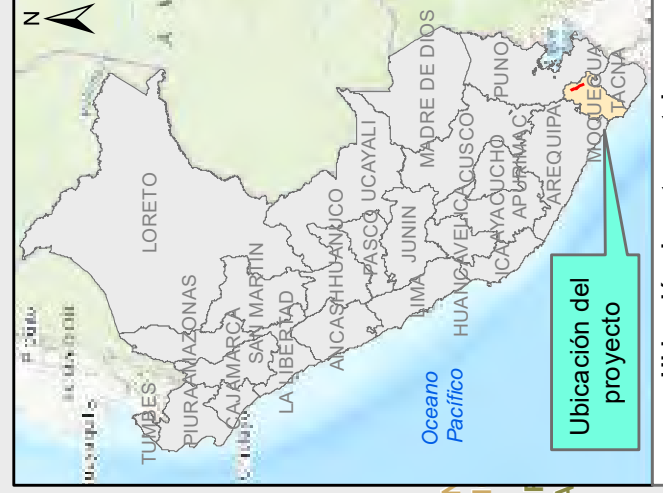 N
LORETO
TUMBES
PIURA
AMAZONAS
CAJAMARCA
SAN MARTIN
LA LIBERTAD
ANCASH
HUANUCO
UCAYALI
PASCO
MADRE DE DIOS
JUNIN
LIMA
CUSCO
HUANCAVELICA
AYACUCHO
ICA
APURIMAC
PUNO
AREQUIPA
MOQUEGUA
TACNA
Oceano
Pacífico
Ubicación del
proyecto